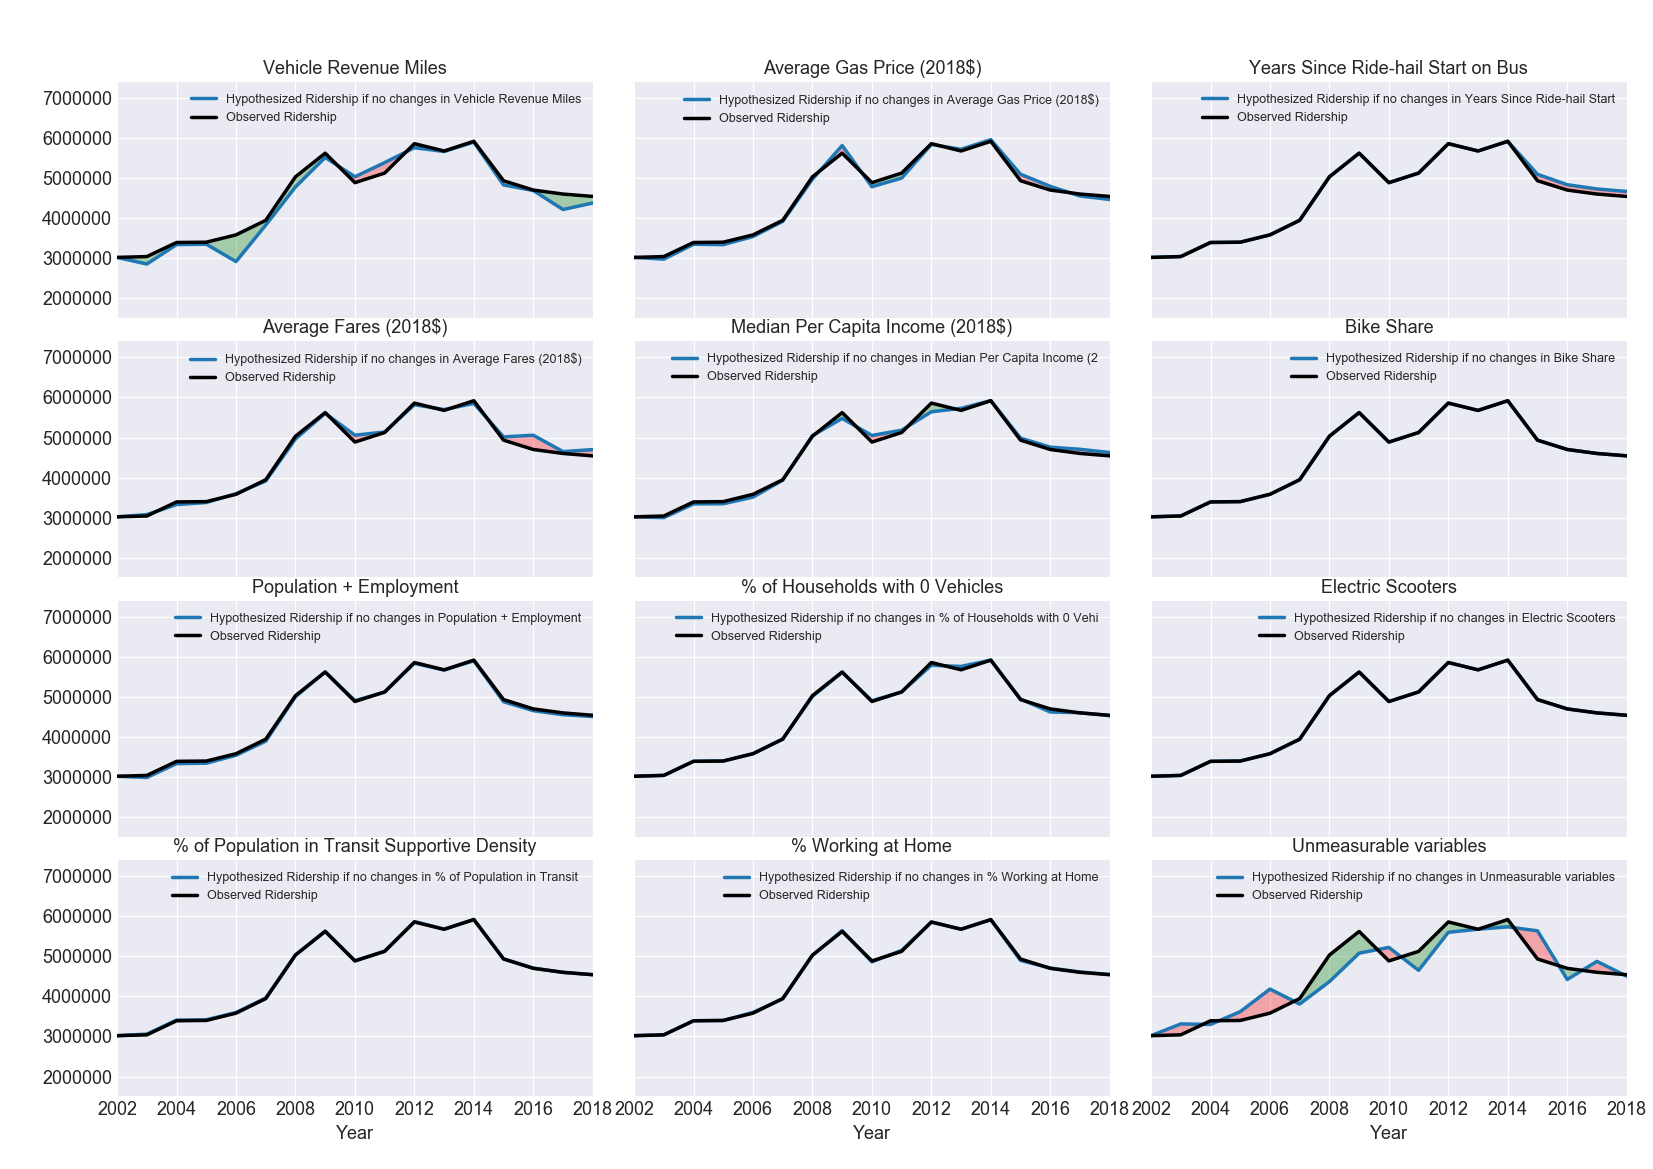 Vehicle Revenue Miles
Hypothesized Ridership if no changes in Vehicle Revenue Miles
Observed Ridership
7000000
6000000
5000000
4000000
3000000
2000000
Average Gas Price (2018$)
Hypothesized Ridership if no changes in Average Gas Price (2018$)
Observed Ridership
Years Since Ride-hail Start on Bus
Hypothesized Ridership if no changes in Years Since Ride-hail Start
Observed Ridership
Average Fares (2018$)
Hypothesized Ridership if no changes in Average Fares (2018$)
Observed Ridership
7000000
6000000
5000000
4000000
3000000
2000000
Median Per Capita Income (2018$)
Hypothesized Ridership if no changes in Median Per Capita Income (2
Observed Ridership
Bike Share
Hypothesized Ridership if no changes in Bike Share
Observed Ridership
Population + Employment
Hypothesized Ridership if no changes in Population + Employment
Observed Ridership
7000000
6000000
5000000
4000000
3000000
2000000
% of Households with 0 Vehicles
Hypothesized Ridership if no changes in % of Households with 0 Vehi
Observed Ridership
Electric Scooters
Hypothesized Ridership if no changes in Electric Scooters
Observed Ridership
% of Population in Transit Supportive Density
Hypothesized Ridership if no changes in % of Population in Transit
Observed Ridership
7000000
6000000
5000000
4000000
3000000
2000000
2002 2004 2006 2008 2010 2012 2014 2016 2018
Year
% Working at Home
Hypothesized Ridership if no changes in % Working at Home
Observed Ridership
2002 2004 2006 2008 2010 2012 2014 2016 2018
Year
Unmeasurable variables
Hypothesized Ridership if no changes in Unmeasurable variables
Observed Ridership
2002 2004 2006 2008 2010 2012 2014 2016 2018
Year